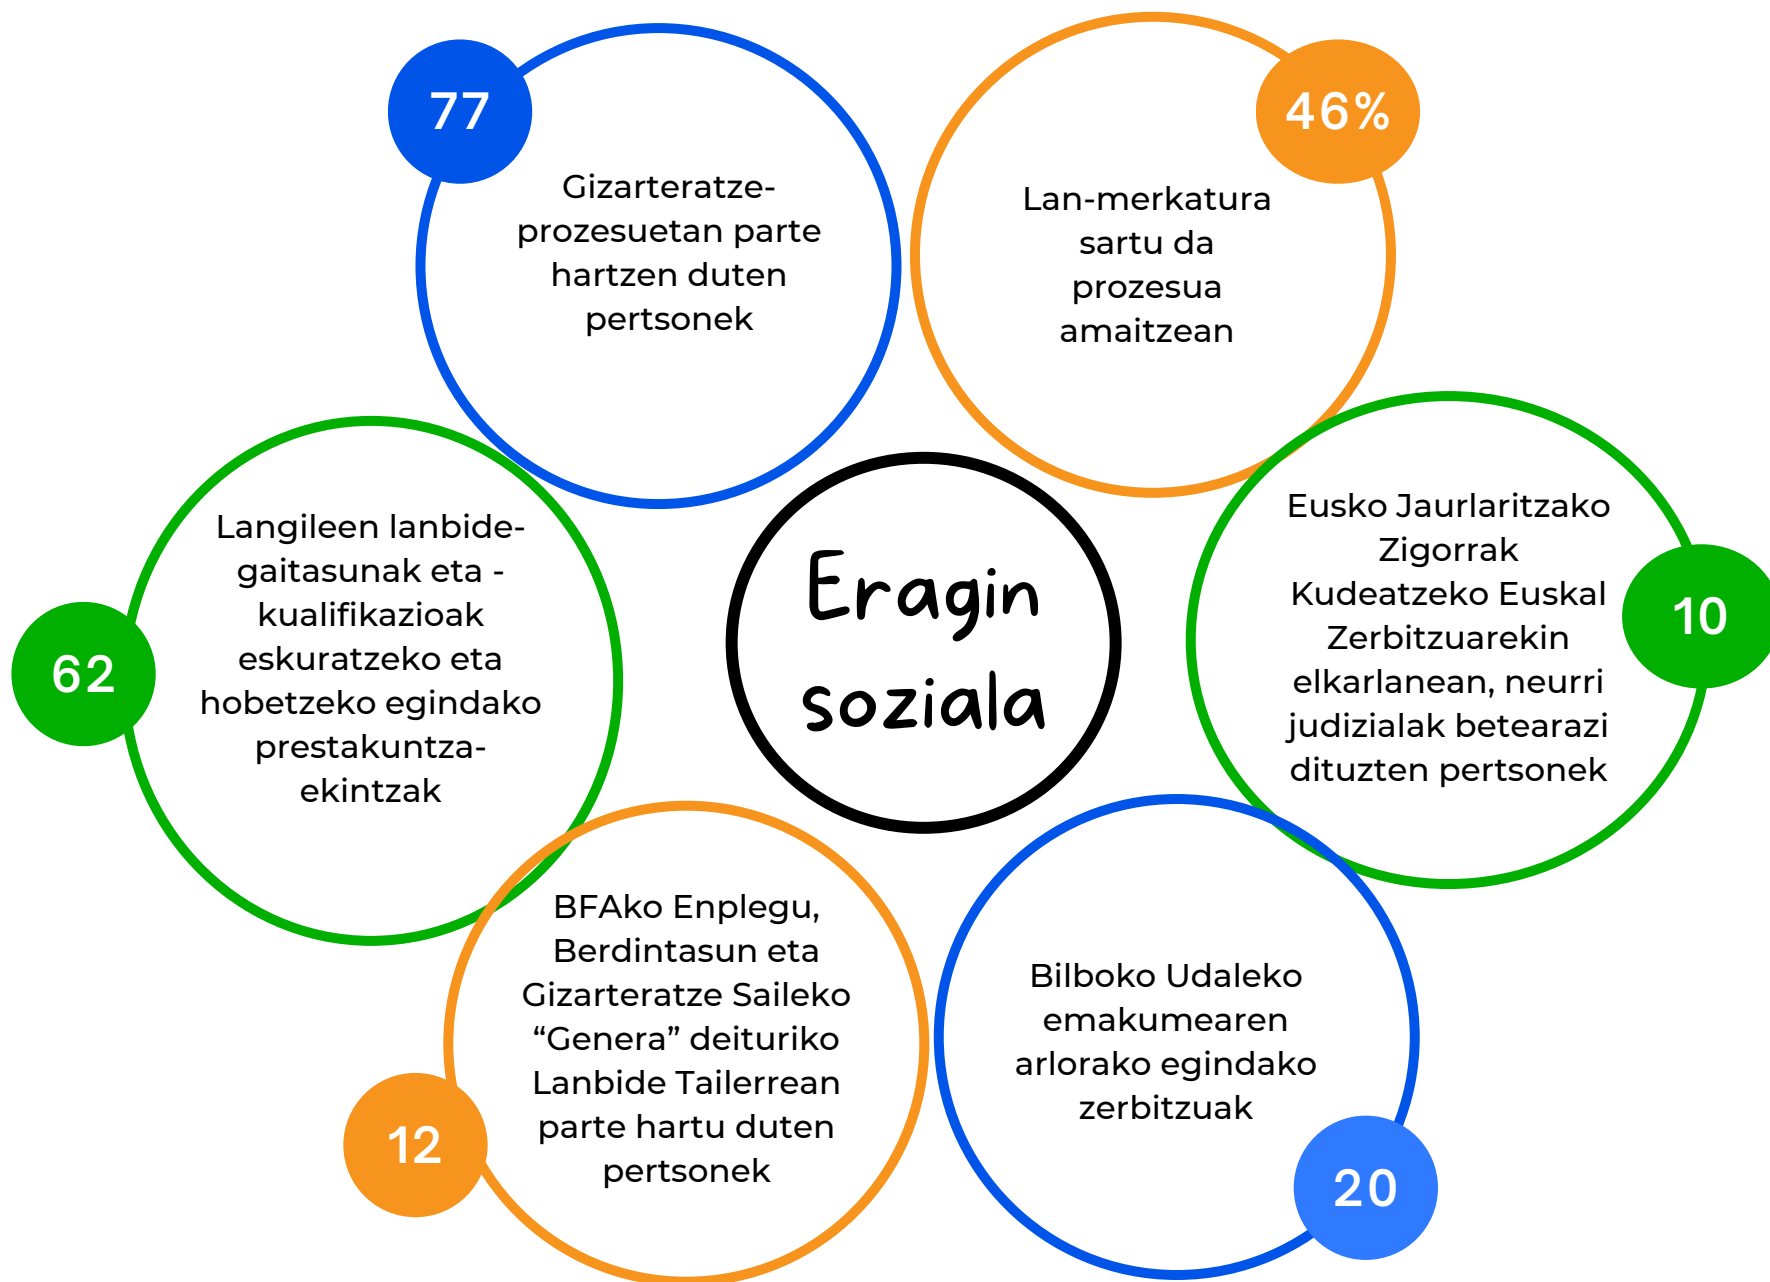 77
Gizarteratze-
prozesuetan parte
hartzen duten
pertsonek
46%
Lan-merkatura
sartu da
prozesua
amaitzean
62
Langileen lanbide-
gaitasunak eta -
kualifikazioak
eskuratzeko eta
hobetzeko egindako
prestakuntza-
ekintzak
Eragin
soziala
Eusko Jaurlaritzako
Zigorrak
Kudeatzeko Euskal
Zerbitzuarekin
elkarlanean, neurri
judizialak betearazi
dituzten pertsonek
10
BFAko Enplegu,
Berdintasun eta
Gizarteratze Saileko
“Genera” deituriko
Lanbide Tailerrean
parte hartu duten
pertsonek
12
Bilboko Udaleko
emakumearen
arlorako egindako
zerbitzuak
20